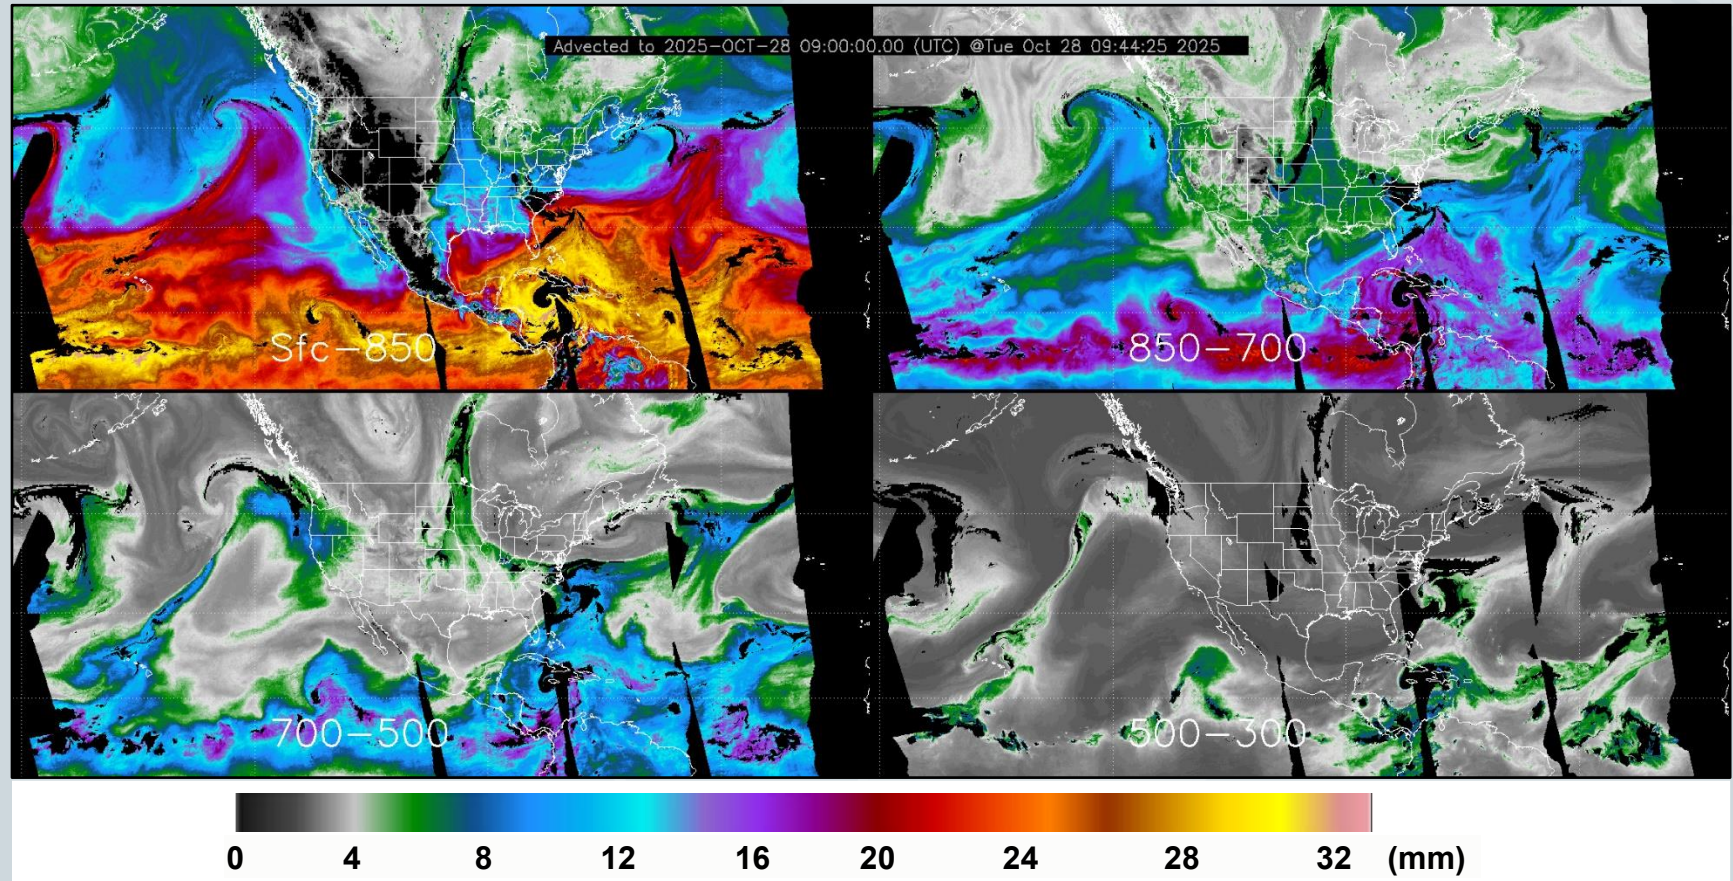 Advected to 2025-OCT-28 09:00:00.00 (UTC) @Tue Oct 28 09:44:25 2025
Sfc-850
850-700
700-500
500-300
0 4 8 12 16 20 24 28 32 (mm)